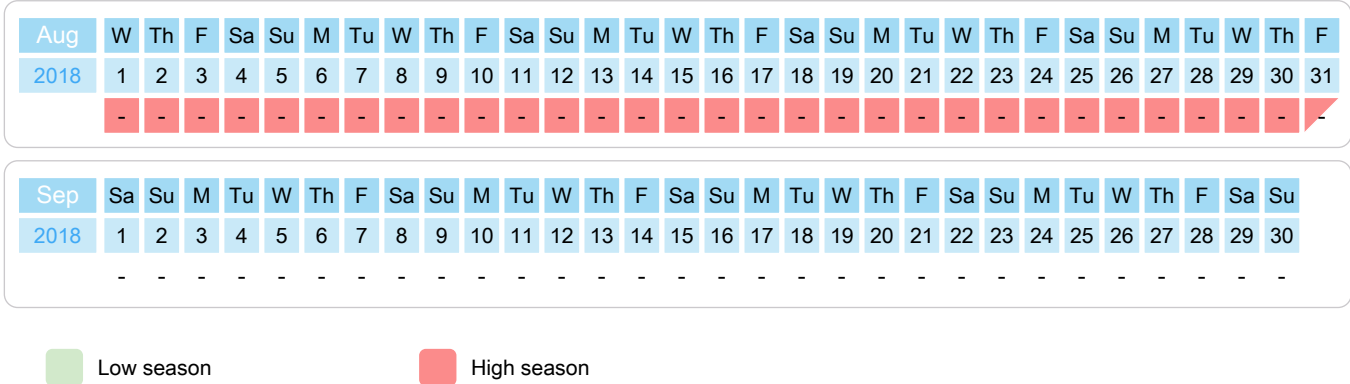 Aug W Th F Sa Su M Tu W Th F Sa Su M Tu W Th F Sa Su M Tu W Th F Sa Su M Tu W Th F
2018 1 2 3 4 5 6 7 8 9 10 11 12 13 14 15 16 17 18 19 20 21 22 23 24 25 26 27 28 29 30 31
- - - - - - - - - - - - - - - - - - - - - - - - - - - - - - -
Sep Sa Su M Tu W Th F Sa Su M Tu W Th F Sa Su M Tu W Th F Sa Su M Tu W Th F Sa Su
2018 1 2 3 4 5 6 7 8 9 10 11 12 13 14 15 16 17 18 19 20 21 22 23 24 25 26 27 28 29 30
- - - - - - - - - - - - - - - - - - - - - - - - - - - - - -
Low season High season